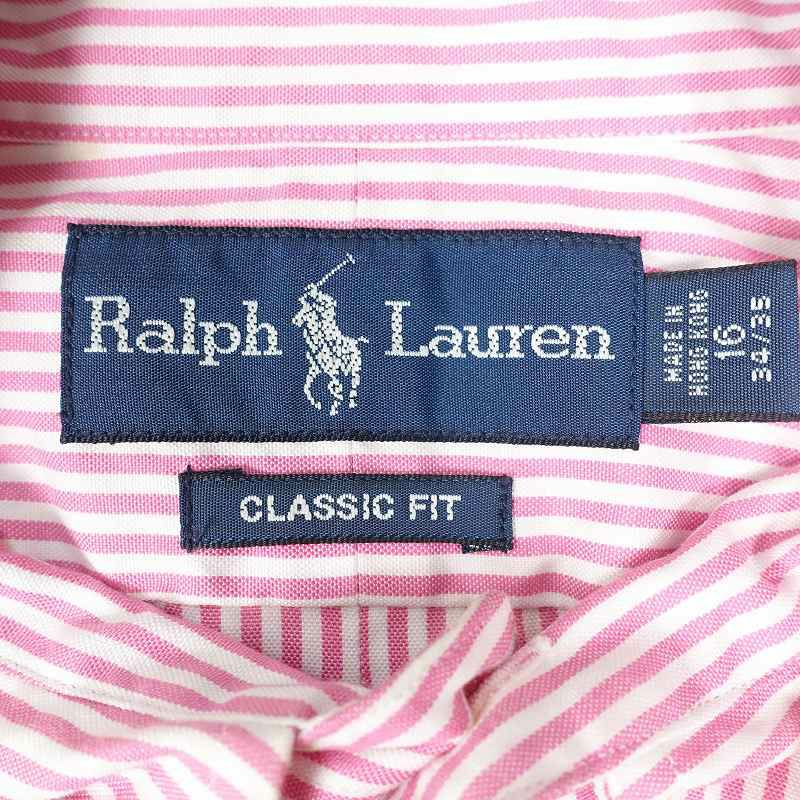 Ralph Lauren
MADE IN
HONG KONG
16
34/35
CLASSIC FIT